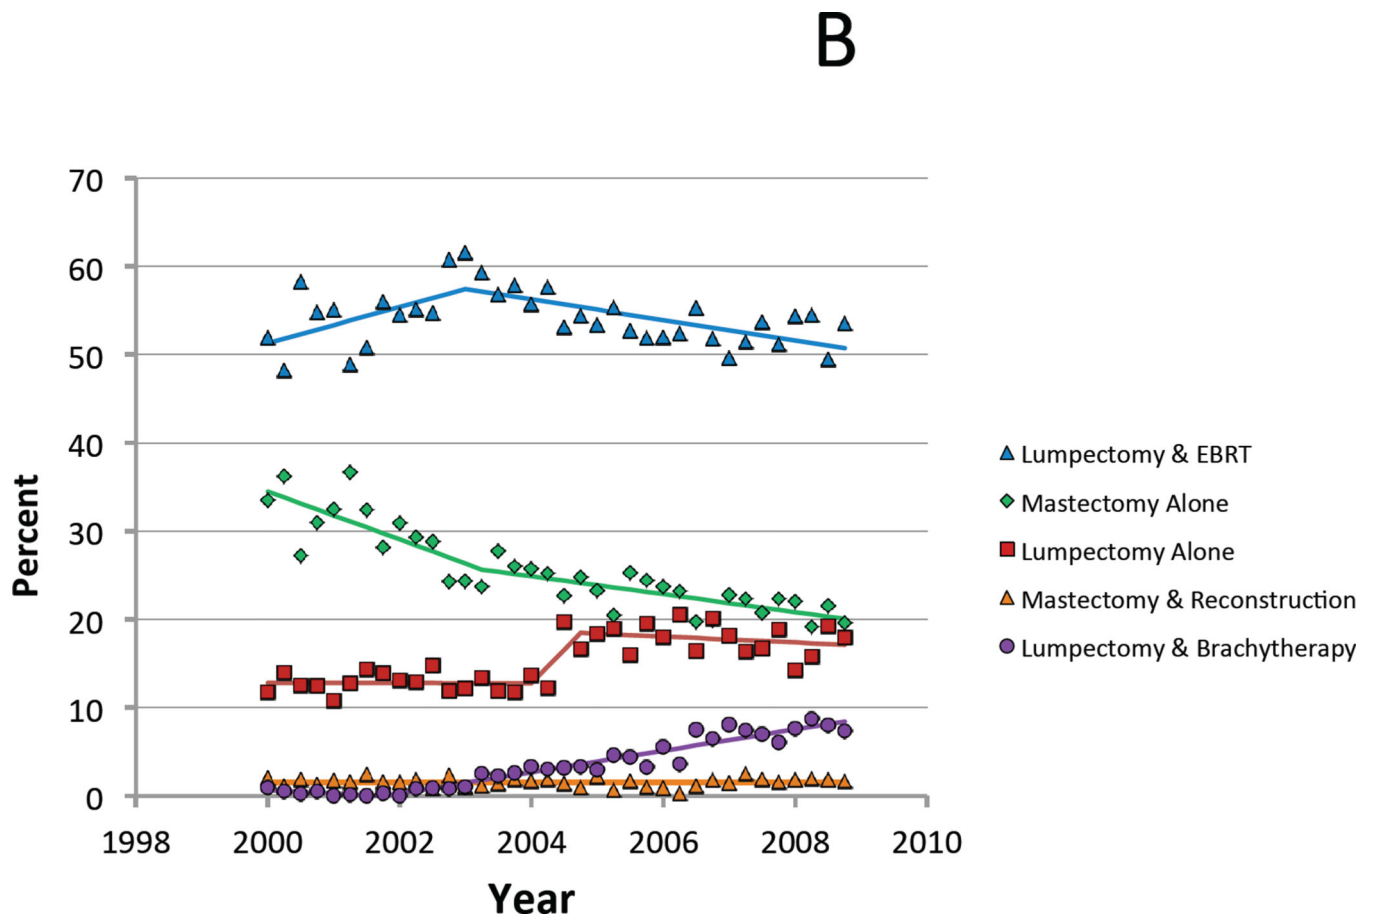 B
70
60
50
40
30
20
10
0
Percent
1998 2000 2002 2004 2006 2008 2010
Year
Lumpectomy & EBRT
Mastectomy Alone
Lumpectomy Alone
Mastectomy & Reconstruction
Lumpectomy & Brachytherapy